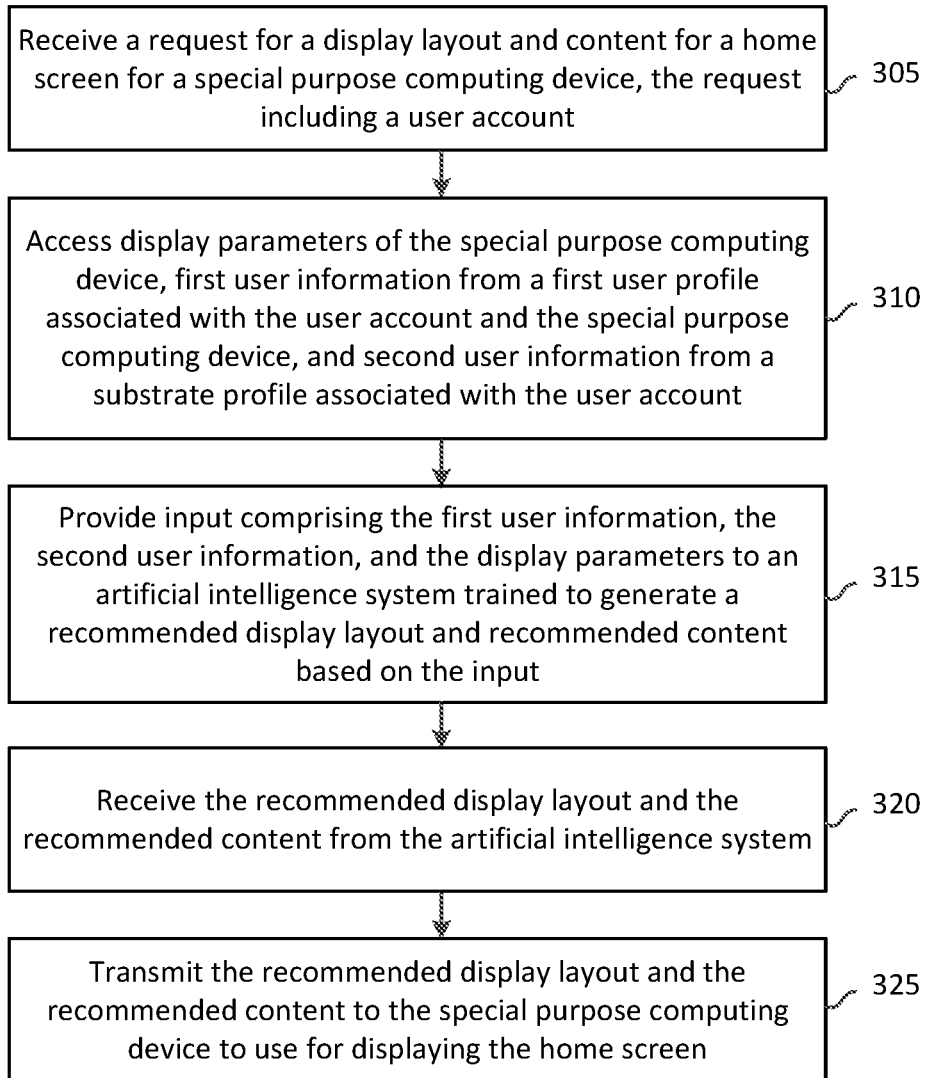 Receive a request for a display layout and content for a home
screen for a special purpose computing device, the request
including a user account
305
Access display parameters of the special purpose computing
device, first user information from a first user profile
associated with the user account and the special purpose
computing device, and second user information from a
substrate profile associated with the user account
310
Provide input comprising the first user information, the
second user information, and the display parameters to an
artificial intelligence system trained to generate a
recommended display layout and recommended content
based on the input
315
Receive the recommended display layout and the
recommended content from the artificial intelligence system
320
Transmit the recommended display layout and the
recommended content to the special purpose computing
device to use for displaying the home screen
325